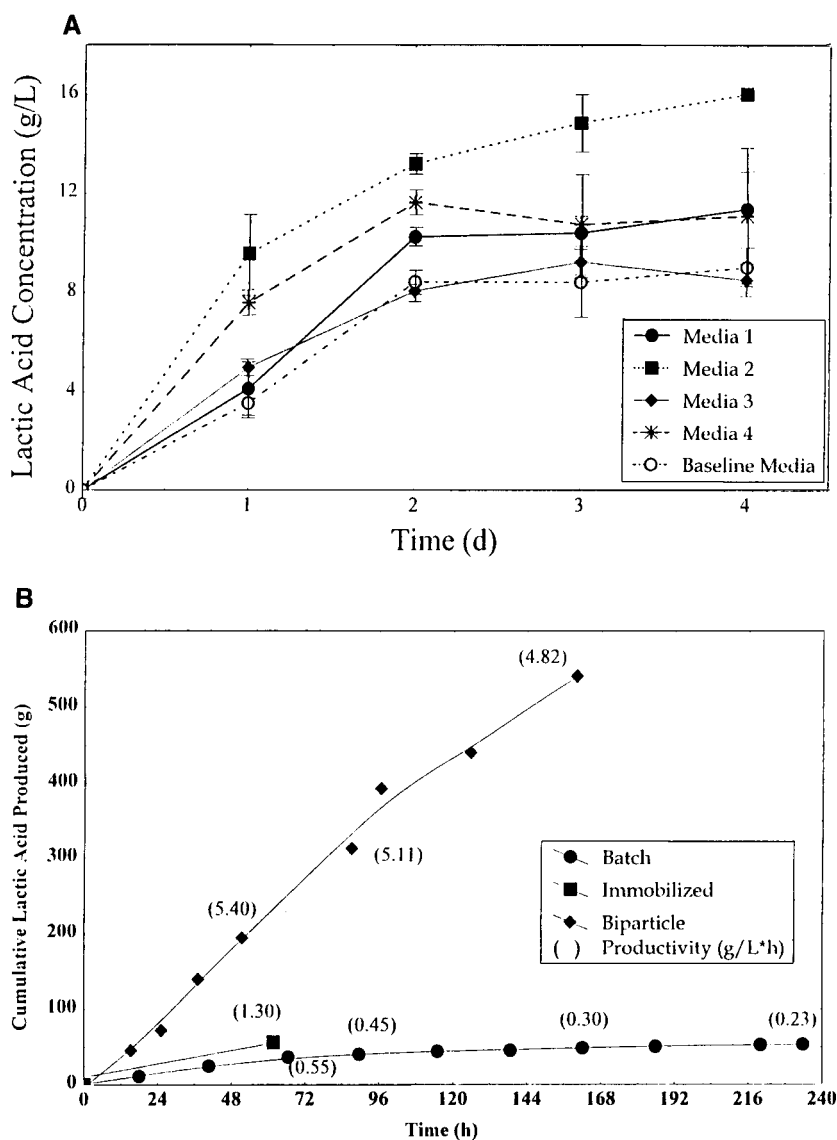 A
Lactic Acid Concentration (g/L)
16
12
8
4
0
0 1 2 3 4
Time (d)
Media 1
Media 2
Media 3
Media 4
Baseline Media
B
Cumulative Lactic Acid Produced (g)
600
500
400
300
200
100
0
(4.82)
(5.11)
(5.40)
(1.30)
(0.55)
(0.45)
(0.30)
(0.23)
Batch
Immobilized
Biparticle
( ) Productivity (g/L*h)
0 24 48 72 96 120 144 168 192 216 240
Time (h)